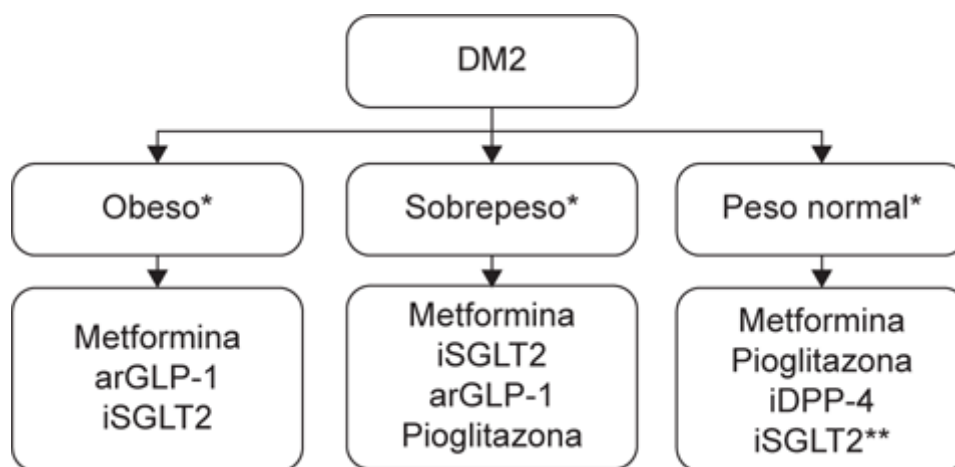 DM2
Obeso*
Sobrepeso*
Peso normal*
Metformina
arGLP-1
iSGLT2
Metformina
iSGLT2
arGLP-1
Pioglitazona
Metformina
Pioglitazona
iDPP-4
iSGLT2**